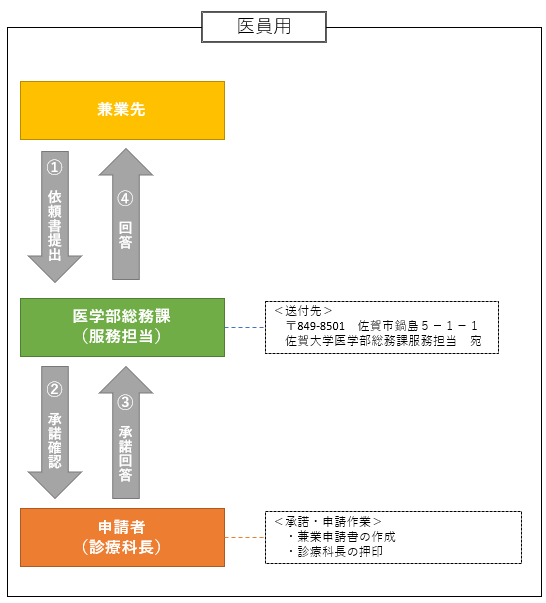 医員用
兼業先
① 依頼書提出
④ 回答
医学部総務課
（服務担当）
＜送付先＞
〒849-8501　佐賀市鍋島５－１－１
佐賀大学医学部総務課服務担当　宛
② 承諾確認
③ 承諾回答
申請者
（診療科長）
＜承諾・申請作業＞
・兼業申請書の作成
・診療科長の押印